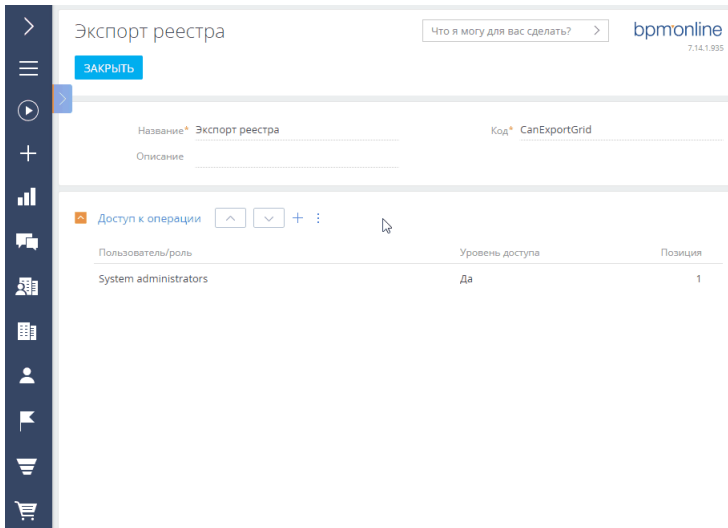 Экспорт реестра
Что я могу для вас сделать?
bpm'online
7.14.1.935
ЗАКРЫТЬ
Название* Экспорт реестра
Код* CanExportGrid
Описание
Доступ к операции
Пользователь/роль Уровень доступа Позиция
System administrators Да 1